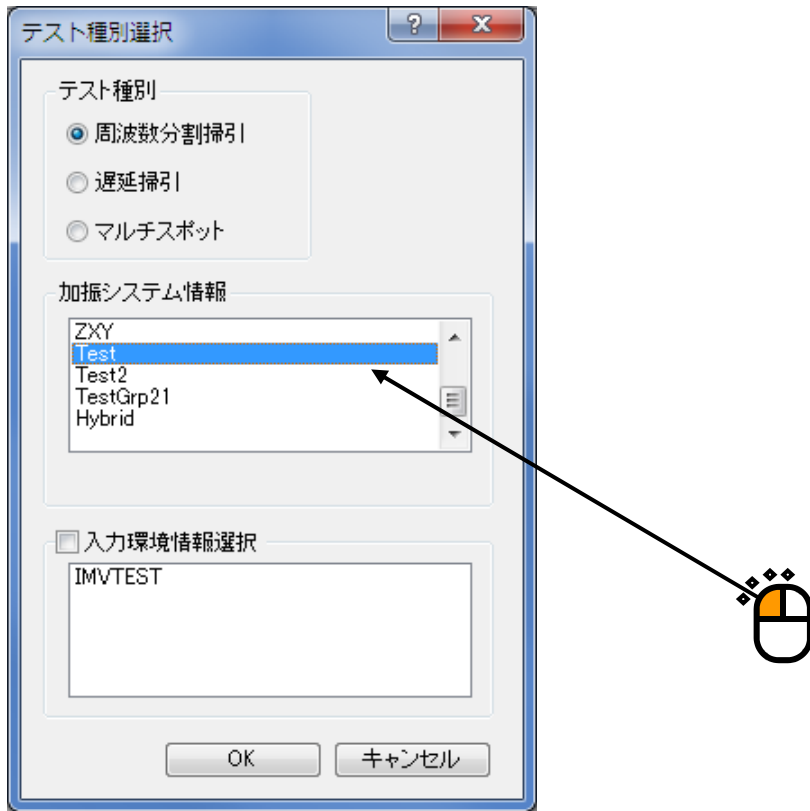 テスト種別選択
?
テスト種別
周波数分割掃引
遅延掃引
マルチスポット
加振システム情報
ZXY
Test
Test2
TestGrp21
Hybrid
入力環境情報選択
IMVTEST
OK
キャンセル